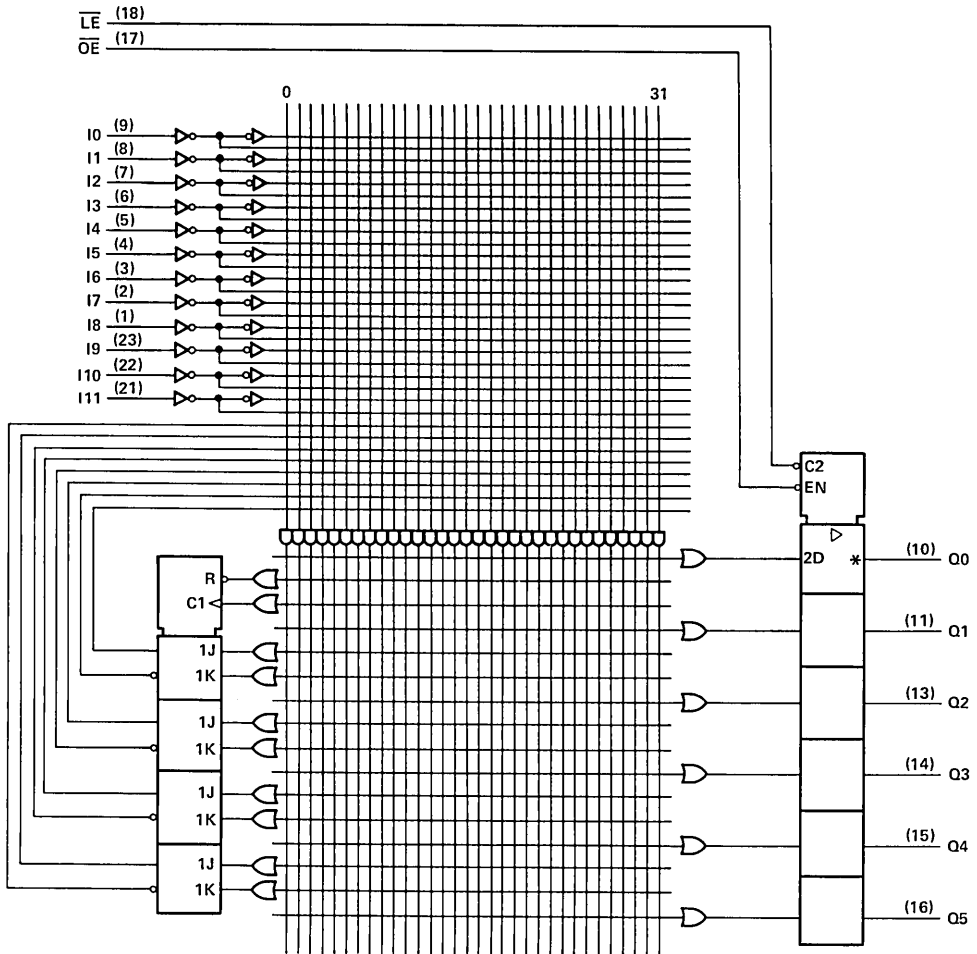 L̅E̅ (18)
O̅E̅ (17)
0 31
I0 (9)
I1 (8)
I2 (7)
I3 (6)
I4 (5)
I5 (4)
I6 (3)
I7 (2)
I8 (1)
I9 (23)
I10 (22)
I11 (21)
C2
EN
2D * (10) Q0
R
C1
(11) Q1
1J
1K
(13) Q2
1J
1K
(14) Q3
1J
1K
(15) Q4
1J
1K
(16) Q5